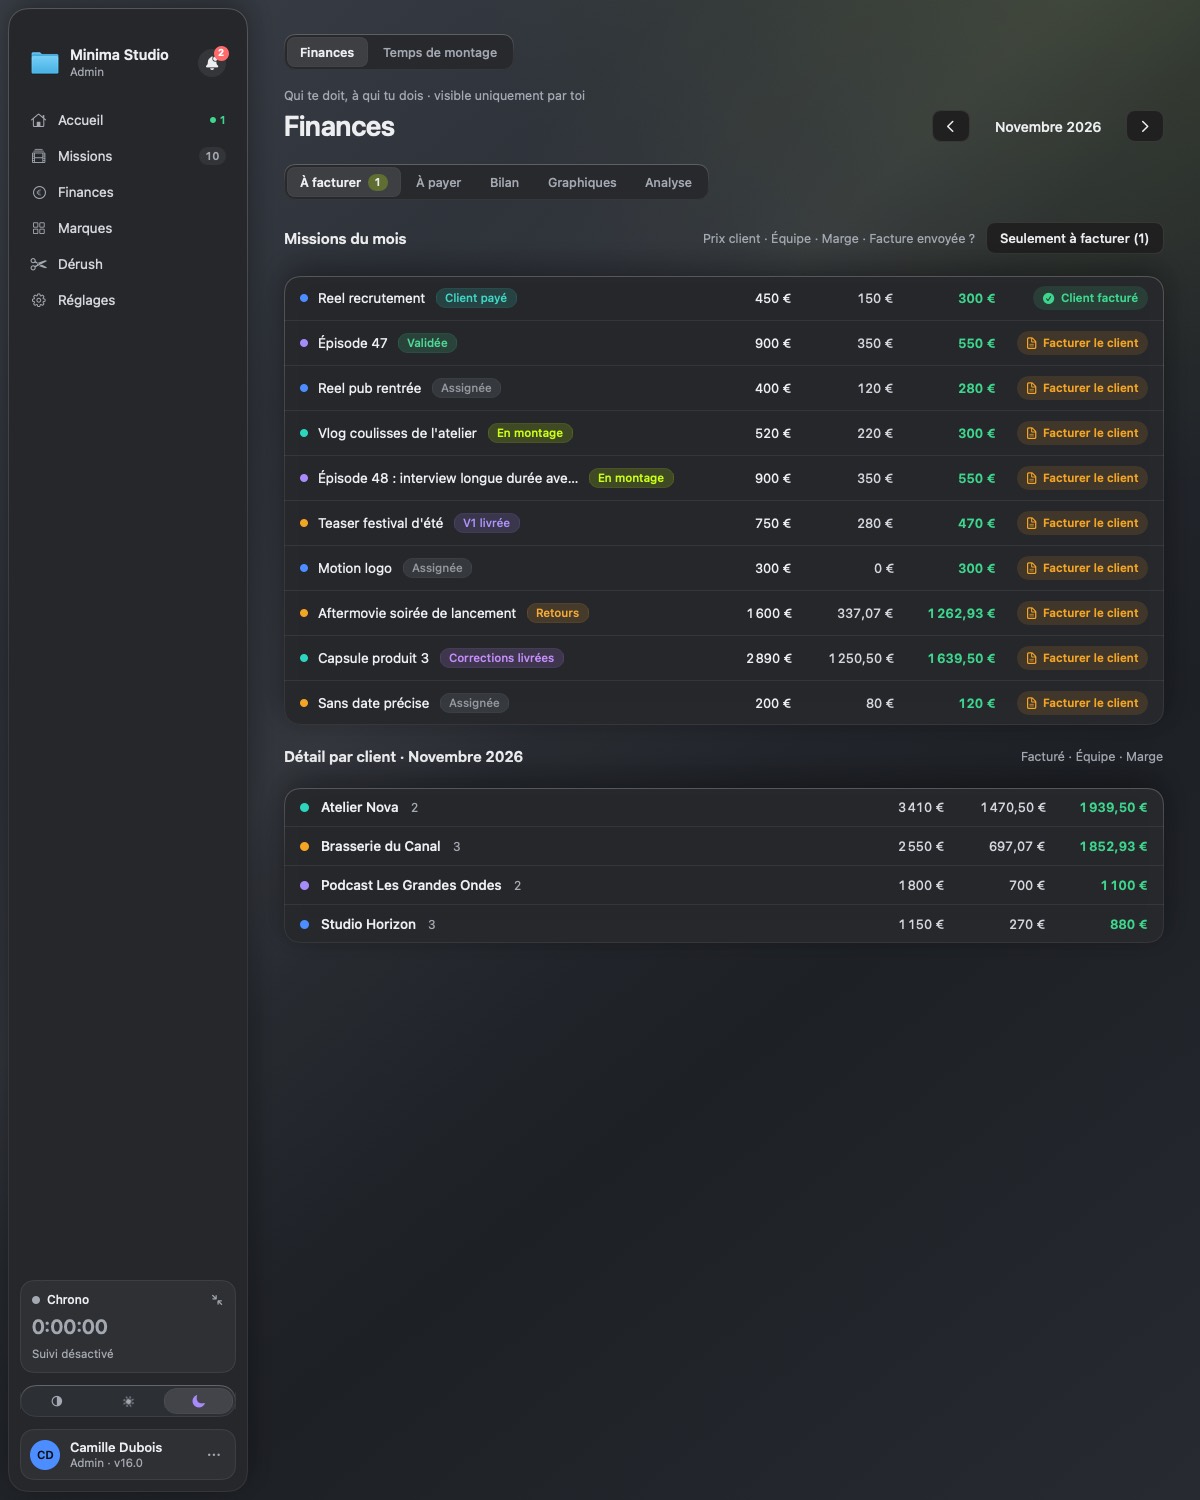 Minima Studio
Admin
2
Accueil
1
Missions
10
Finances
Marques
Dérush
Réglages
Finances
Temps de montage
Qui te doit, à qui tu dois · visible uniquement par toi
Finances
Novembre 2026
À facturer 1
À payer
Bilan
Graphiques
Analyse
Missions du mois
Prix client · Équipe · Marge · Facture envoyée ?
Seulement à facturer (1)
Reel recrutement Client payé 450 € 150 € 300 € Client facturé
Épisode 47 Validée 900 € 350 € 550 € Facturer le client
Reel pub rentrée Assignée 400 € 120 € 280 € Facturer le client
Vlog coulisses de l'atelier En montage 520 € 220 € 300 € Facturer le client
Épisode 48 : interview longue durée ave... En montage 900 € 350 € 550 € Facturer le client
Teaser festival d'été V1 livrée 750 € 280 € 470 € Facturer le client
Motion logo Assignée 300 € 0 € 300 € Facturer le client
Aftermovie soirée de lancement Retours 1 600 € 337,07 € 1 262,93 € Facturer le client
Capsule produit 3 Corrections livrées 2 890 € 1 250,50 € 1 639,50 € Facturer le client
Sans date précise Assignée 200 € 80 € 120 € Facturer le client
Détail par client · Novembre 2026
Facturé · Équipe · Marge
Atelier Nova 2 3 410 € 1 470,50 € 1 939,50 €
Brasserie du Canal 3 2 550 € 697,07 € 1 852,93 €
Podcast Les Grandes Ondes 2 1 800 € 700 € 1 100 €
Studio Horizon 3 1 150 € 270 € 880 €
Chrono
0:00:00
Suivi désactivé
CD
Camille Dubois
Admin · v16.0